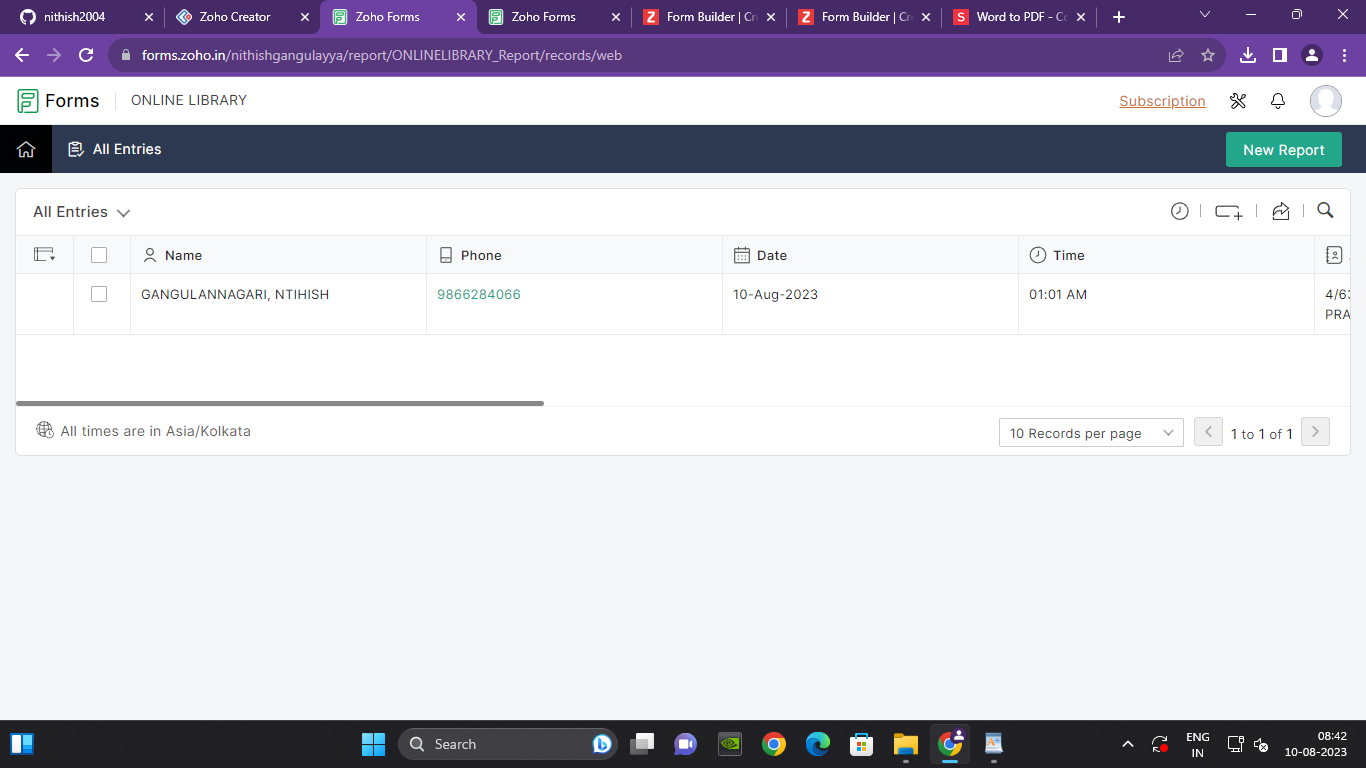 nithish2004
Zoho Creator
Zoho Forms
Zoho Forms
Form Builder | Cr
Form Builder | Cr
Word to PDF - Co
forms.zoho.in/nithishgangulayya/report/ONLINELIBRARY_Report/records/web
Forms
ONLINE LIBRARY
Subscription
All Entries
New Report
All Entries
Name
Phone
Date
Time
GANGULANNAGARI, NTIHISH
9866284066
10-Aug-2023
01:01 AM
4/63
PRA
All times are in Asia/Kolkata
10 Records per page
1 to 1 of 1
Search
ENG
IN
08:42
10-08-2023